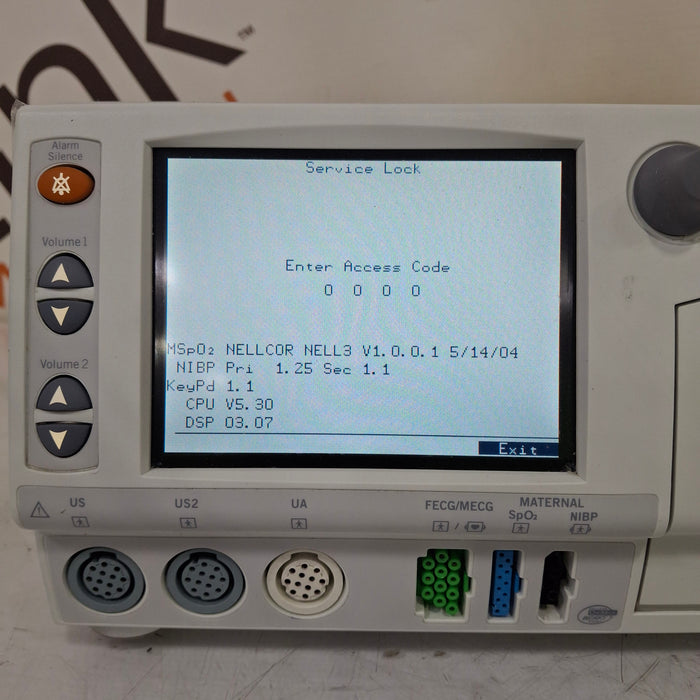 nk
TM
Alarm
Silence
Volume 1
Volume 2
Service Lock
Enter Access Code
0 0 0 0
MSpO₂ NELLCOR NELL3 V1.0.0.1 5/14/04
NIBP Pri 1.25 Sec 1.1
KeyPd 1.1
CPU V5.30
DSP 03.07
Exit
US
US2
UA
FECG/MECG
MATERNAL
SpO₂
NIBP